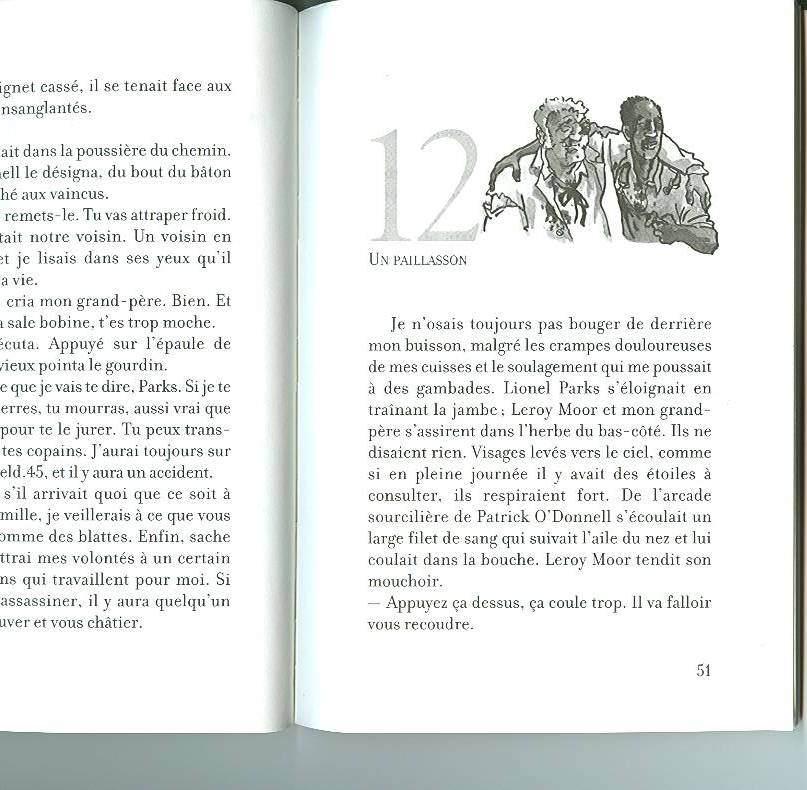 ignet cassé, il se tenait face aux
nsanglantés.
ait dans la poussière du chemin.
ell le désigna, du bout du bâton
hé aux vaincus.
remets-le. Tu vas attraper froid.
tait notre voisin. Un voisin en
et je lisais dans ses yeux qu'il
a vie.
cria mon grand-père. Bien. Et
a sale bobine, t'es trop moche.
écuta. Appuyé sur l'épaule de
vieux pointa le gourdin.
e que je vais te dire, Parks. Si je te
erres, tu mourras, aussi vrai que
pour te le jurer. Tu peux trans-
tes copains. J'aurai toujours sur
eld.45, et il y aura un accident.
s'il arrivait quoi que ce soit à
mille, je veillerais à ce que vous
omme des blattes. Enfin, sache
ttrai mes volontés à un certain
ns qui travaillent pour moi. Si
assassiner, il y aura quelqu'un
uver et vous châtier.
12
UN PAILLASSON
Je n'osais toujours pas bouger de derrière
mon buisson, malgré les crampes douloureuses
de mes cuisses et le soulagement qui me poussait
à des gambades. Lionel Parks s'éloignait en
traînant la jambe ; Leroy Moor et mon grand-
père s'assirent dans l'herbe du bas-côté. Ils ne
disaient rien. Visages levés vers le ciel, comme
si en pleine journée il y avait des étoiles à
consulter, ils respiraient fort. De l'arcade
sourcilière de Patrick O'Donnell s'écoulait un
large filet de sang qui suivait l'aile du nez et lui
coulait dans la bouche. Leroy Moor tendit son
mouchoir.
— Appuyez ça dessus, ça coule trop. Il va falloir
vous recoudre.
51